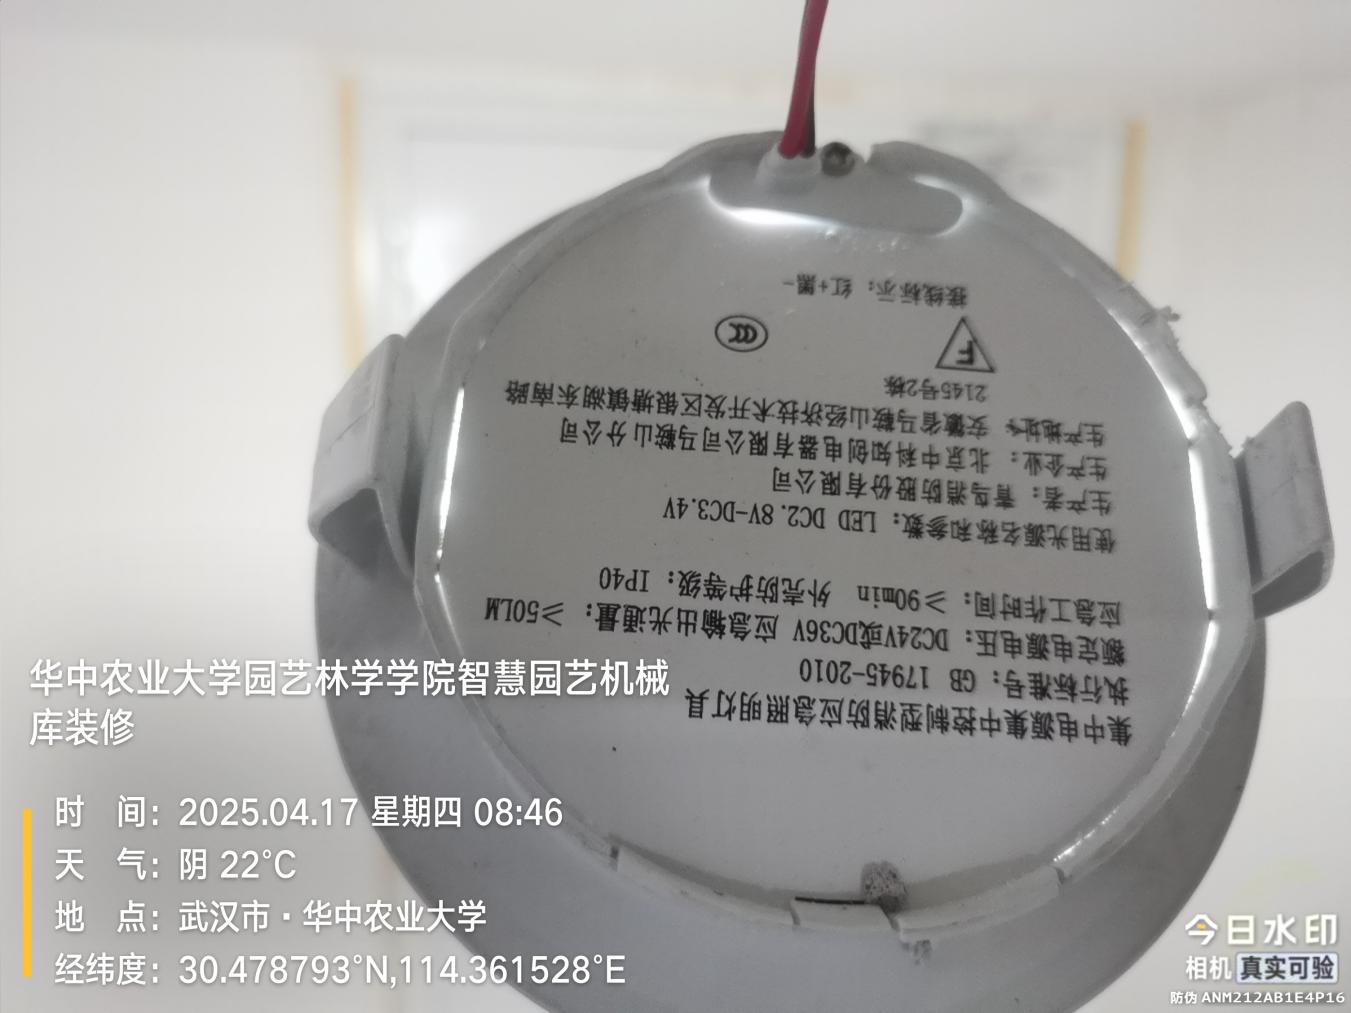 集中电源集中控制型消防应急照明灯具
执行标准号：GB 17945-2010
额定电源电压：DC24V或DC36V 应急输出光通量：≥50LM
应急工作时间：≥90min 外壳防护等级：IP40
使用光源名称和参数：LED DC2.8V-DC3.4V
生产者：青鸟消防股份有限公司
生产企业：北京中科知创电器有限公司马鞍山分公司
生产地址：安徽省马鞍山经济技术开发区银塘镇湖东南路
2145号2栋
F
CCC
接线标示：红+黑-
华中农业大学园艺林学学院智慧园艺机械
库装修
时 间：2025.04.17 星期四 08:46
天 气：阴 22°C
地 点：武汉市·华中农业大学
经纬度：30.478793°N,114.361528°E
今日水印
相机 真实可验
防伪 ANM212AB1E4P16